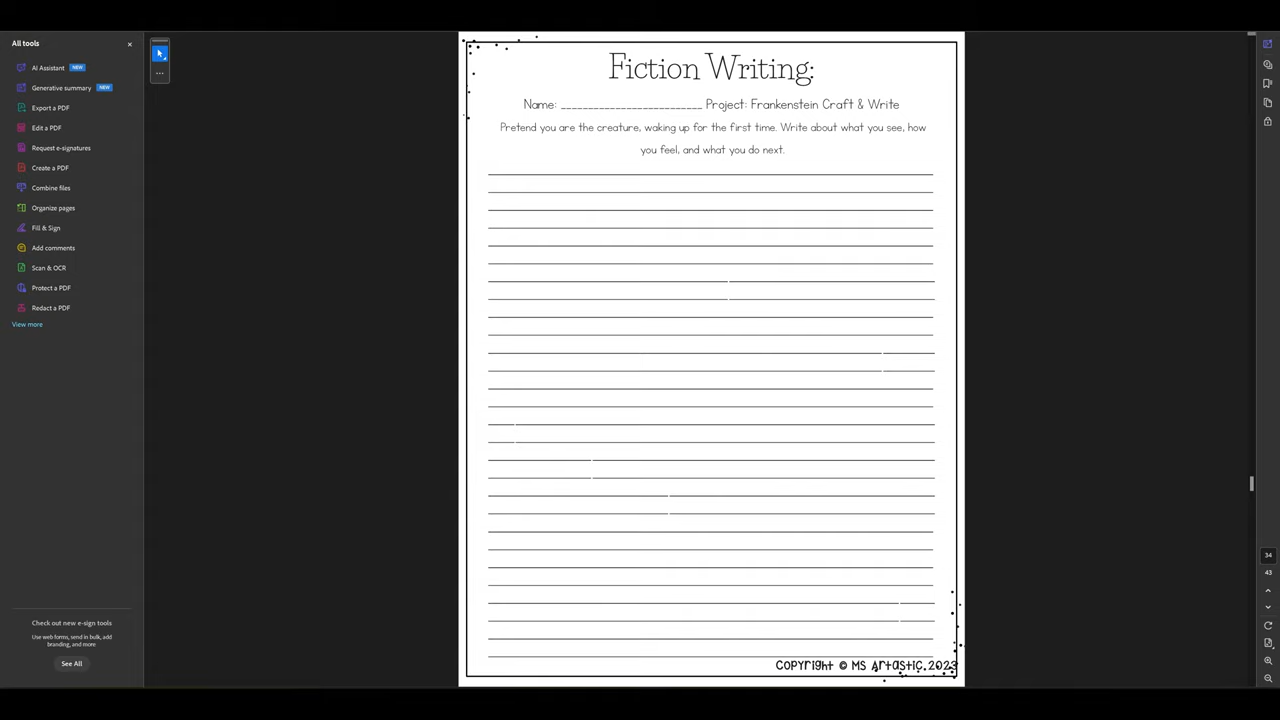 All tools
AI Assistant NEW
Generative summary NEW
Export a PDF
Edit a PDF
Request e-signatures
Create a PDF
Combine files
Organize pages
Fill & Sign
Add comments
Scan & OCR
Protect a PDF
Redact a PDF
View more
Check out new e-sign tools
Use web forms, send in bulk, add
branding, and more
See All
Fiction Writing:
Name: __________________________ Project: Frankenstein Craft & Write
Pretend you are the creature, waking up for the first time. Write about what you see, how
you feel, and what you do next.
Copyright © Ms Artastic, 2023
34
43